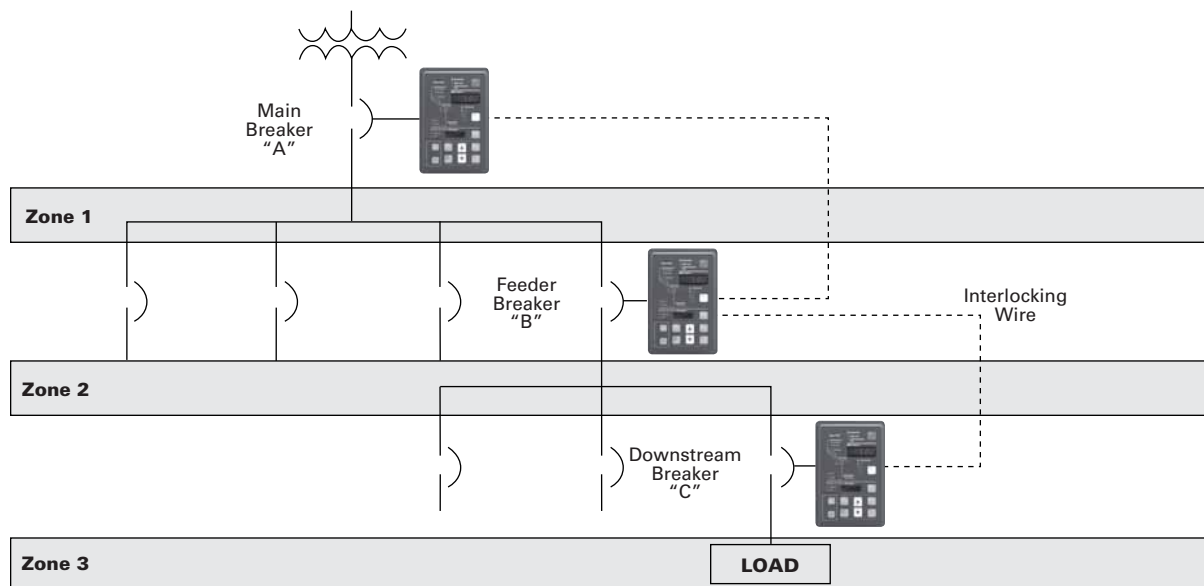 Main
Breaker
“A”
Zone 1
Feeder
Breaker
“B”
Interlocking
Wire
Zone 2
Downstream
Breaker
“C”
Zone 3
LOAD